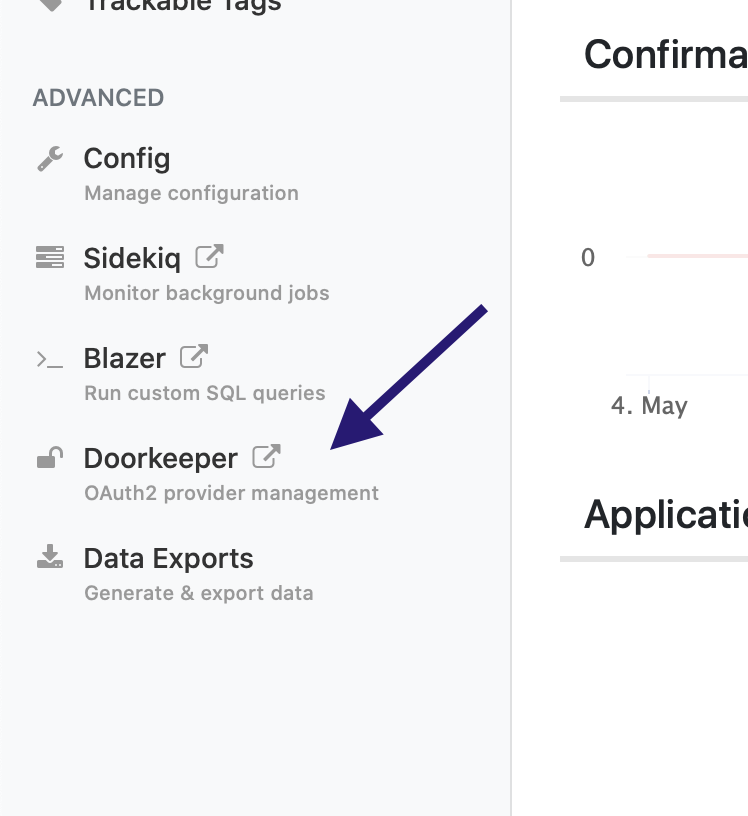 Trackable Tags
ADVANCED
Config
Manage configuration
Sidekiq
Monitor background jobs
Blazer
Run custom SQL queries
Doorkeeper
OAuth2 provider management
Data Exports
Generate & export data
Confirma
0
4. May
Applicatio